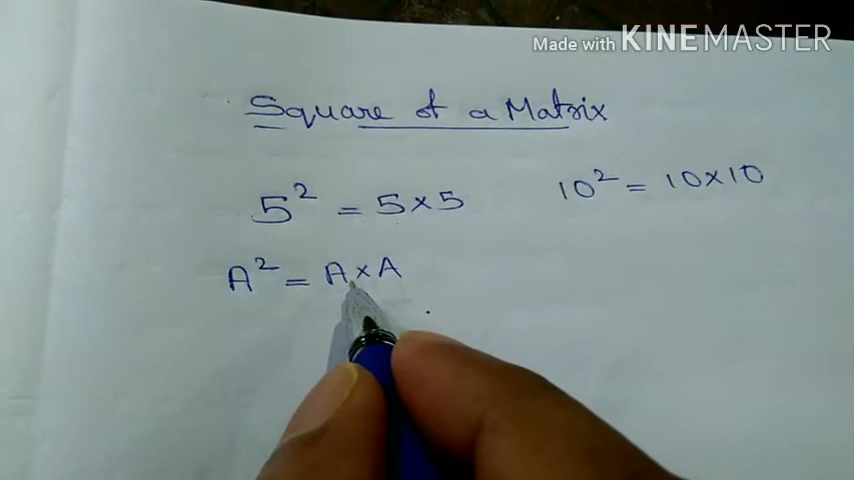 Made with KINEMASTER
Square of a Matrix
5² = 5×5    10² = 10×10
A² = A×A